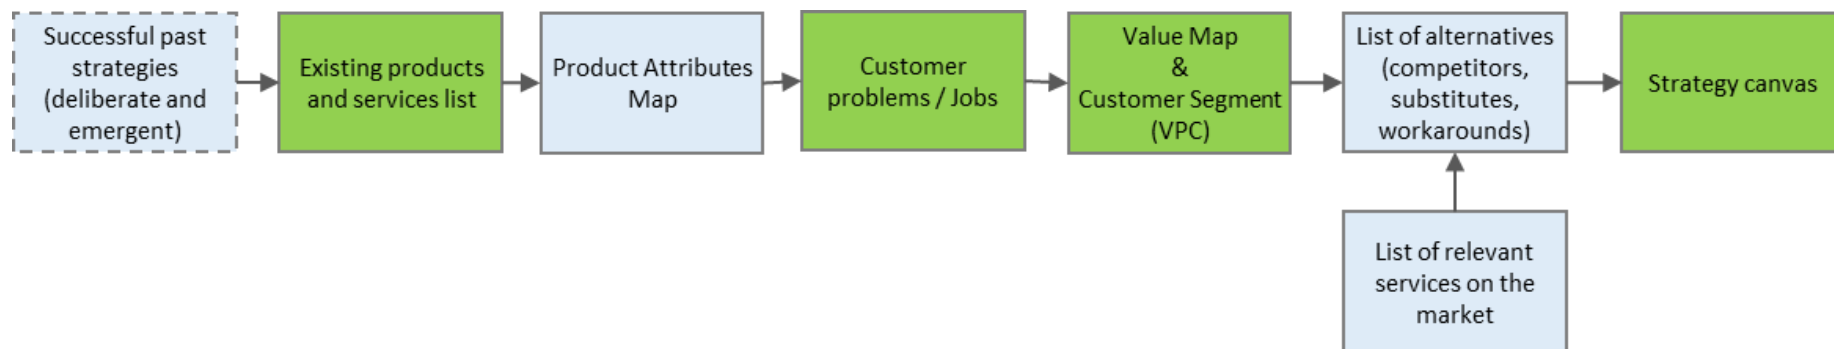 Successful past
strategies
(deliberate and
emergent)
Existing products
and services list
Product Attributes
Map
Customer
problems / Jobs
Value Map
&
Customer Segment
(VPC)
List of alternatives
(competitors,
substitutes,
workarounds)
Strategy canvas
List of relevant
services on the
market